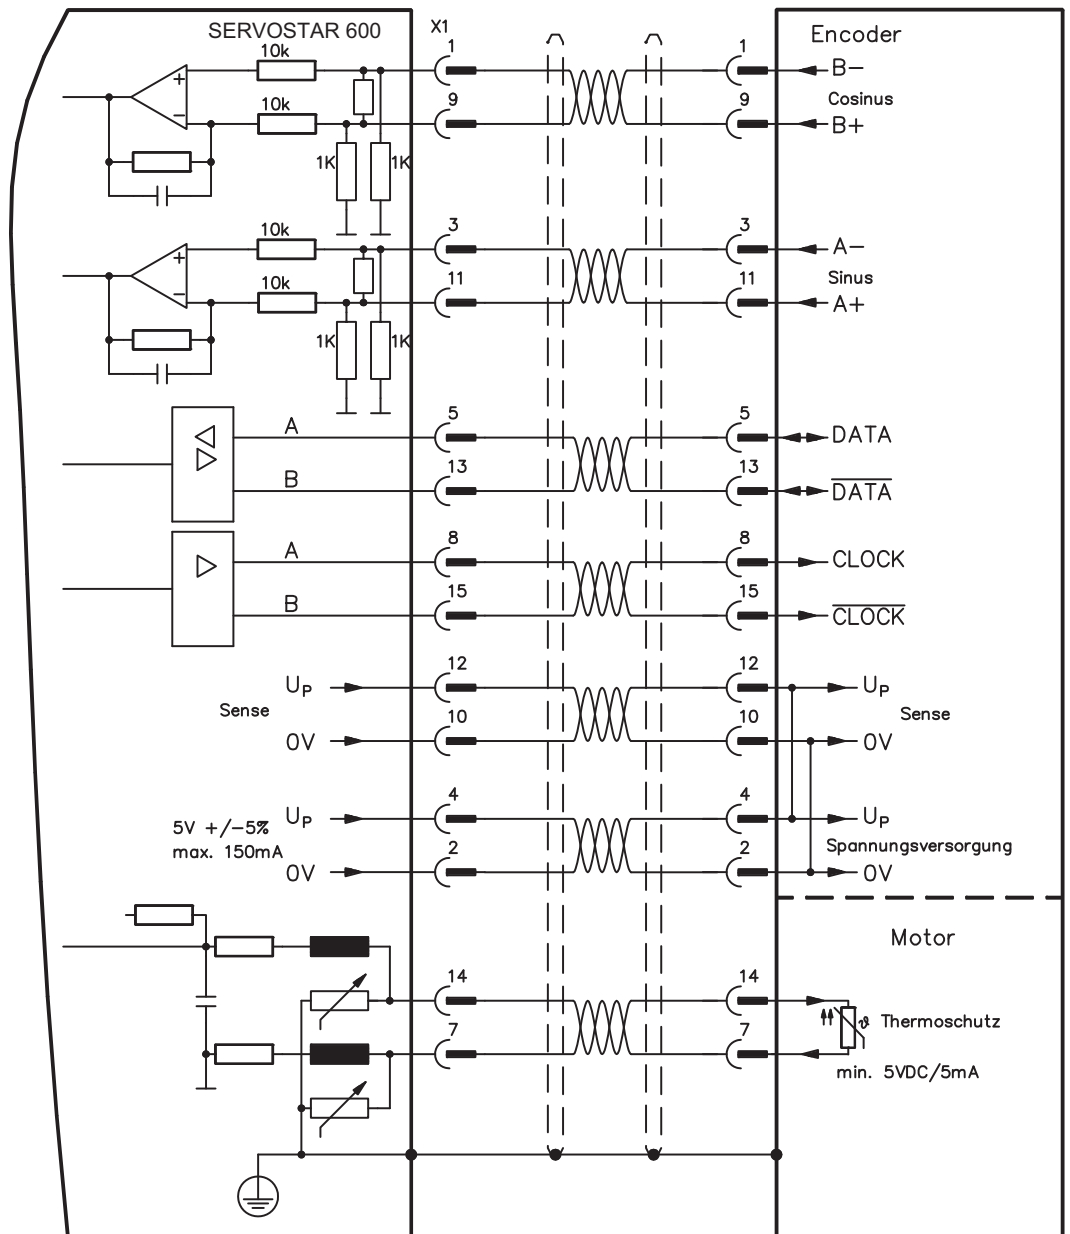 SERVOSTAR 600 X1 Encoder
10k 1 1 B-
10k 9 9 Cosinus
B+
1K 1K
10k 3 3 A-
10k 11 11 Sinus
A+
1K 1K
A 5 5 DATA
B 13 13 D̅A̅T̅A̅
A 8 8 CLOCK
B 15 15 C̅L̅O̅C̅K̅
UP 12 12 UP
Sense Sense
0V 10 10 0V
UP 4 4 UP
5V +/-5%
max. 150mA Spannungsversorgung
0V 2 2 0V
Motor
14 14
ϑ Thermoschutz
7 7
min. 5VDC/5mA